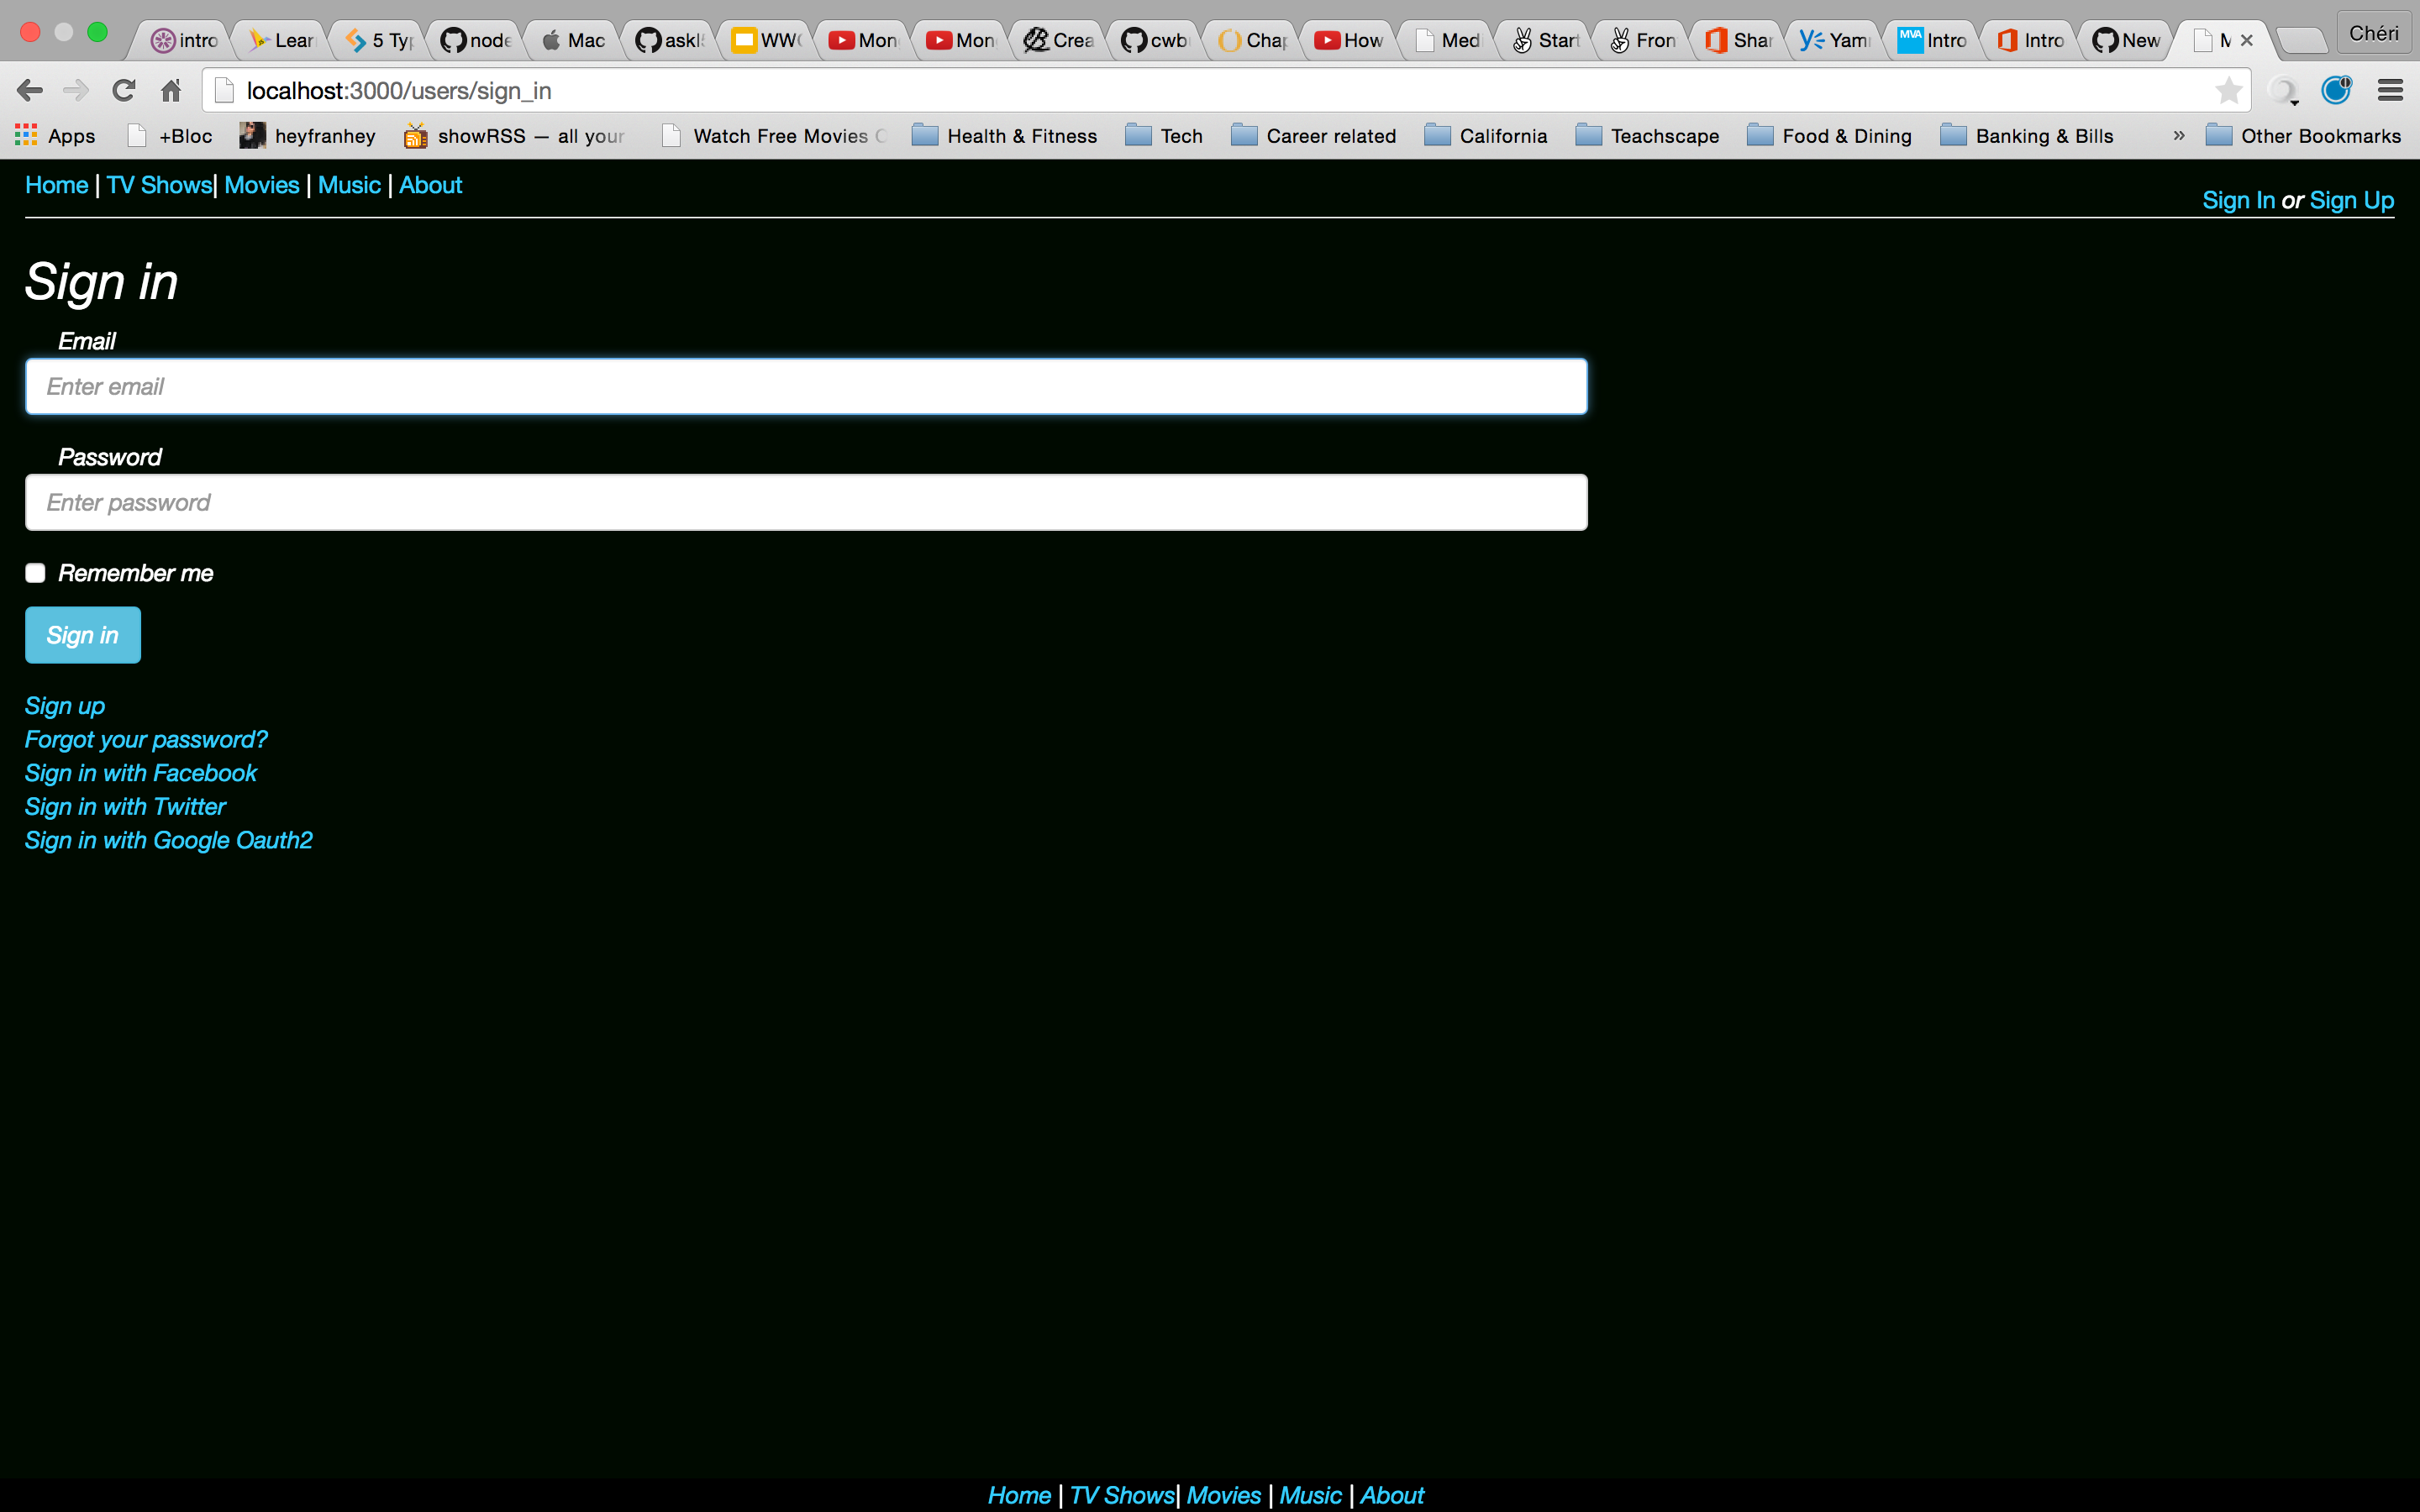 intro Lear 5 Typ node Mac askl WW Mon Mon Crea cwb Chap How Med Start Fron Shar Yam MVA Intro Intro New M Chéri
localhost:3000/users/sign_in
Apps +Bloc heyfranhey showRSS — all your Watch Free Movies Health & Fitness Tech Career related California Teachscape Food & Dining Banking & Bills » Other Bookmarks
Home | TV Shows| Movies | Music | About
Sign In or Sign Up
Sign in
Email
Enter email
Password
Enter password
Remember me
Sign in
Sign up
Forgot your password?
Sign in with Facebook
Sign in with Twitter
Sign in with Google Oauth2
Home | TV Shows| Movies | Music | About